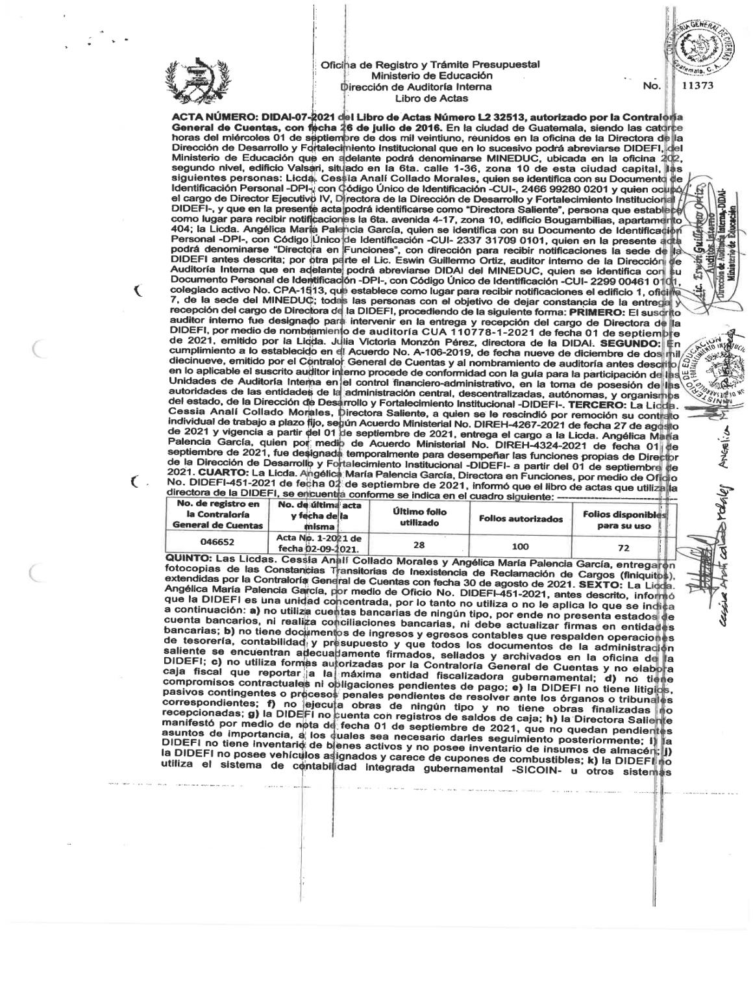 Oficina de Registro y Trámite Presupuestal
Ministerio de Educación
Dirección de Auditoría Interna
Libro de Actas
No. 11373
CONTRALORIA GENERAL DE CUENTAS
Guatemala, C. A.
ACTA NÚMERO: DIDAI-07-2021 del Libro de Actas Número L2 32513, autorizado por la Contraloría
General de Cuentas, con fecha 26 de julio de 2016. En la ciudad de Guatemala, siendo las catorce
horas del miércoles 01 de septiembre de dos mil veintiuno, reunidos en la oficina de la Directora de la
Dirección de Desarrollo y Fortalecimiento Institucional que en lo sucesivo podrá abreviarse DIDEFI, del
Ministerio de Educación que en adelante podrá denominarse MINEDUC, ubicada en la oficina 202,
segundo nivel, edificio Valsari, situado en la 6ta. calle 1-36, zona 10 de esta ciudad capital, las
siguientes personas: Licda. Cessia Analí Collado Morales, quien se identifica con su Documento de
Identificación Personal -DPI-, con Código Único de Identificación -CUI-, 2466 99280 0201 y quien ocupó
el cargo de Director Ejecutivo IV, Directora de la Dirección de Desarrollo y Fortalecimiento Institucional -
DIDEFI-, y que en la presente acta podrá identificarse como "Directora Saliente", persona que establece
como lugar para recibir notificaciones la 6ta. avenida 4-17, zona 10, edificio Bougambilias, apartamento
404; la Licda. Angélica María Palencia García, quien se identifica con su Documento de Identificación
Personal -DPI-, con Código Único de Identificación -CUI- 2337 31709 0101, quien en la presente acta
podrá denominarse "Directora en Funciones", con dirección para recibir notificaciones la sede de la
DIDEFI antes descrita; por otra parte el Lic. Eswin Guillermo Ortiz, auditor interno de la Dirección de
Auditoría Interna que en adelante podrá abreviarse DIDAI del MINEDUC, quien se identifica con su
Documento Personal de Identificación -DPI-, con Código Único de Identificación -CUI- 2299 00461 0101,
colegiado activo No. CPA-1513, que establece como lugar para recibir notificaciones el edificio 1, oficina
7, de la sede del MINEDUC; todas las personas con el objetivo de dejar constancia de la entrega y
recepción del cargo de Directora de la DIDEFI, procediendo de la siguiente forma: PRIMERO: El suscrito
auditor interno fue designado para intervenir en la entrega y recepción del cargo de Directora de la
DIDEFI, por medio de nombramiento de auditoría CUA 110778-1-2021 de fecha 01 de septiembre
de 2021, emitido por la Licda. Julia Victoria Monzón Pérez, directora de la DIDAI. SEGUNDO: En
cumplimiento a lo establecido en el Acuerdo No. A-106-2019, de fecha nueve de diciembre de dos mil
diecinueve, emitido por el Contralor General de Cuentas y al nombramiento de auditoría antes descrito
en lo aplicable el suscrito auditor interno procede de conformidad con la guía para la participación de las
Unidades de Auditoría Interna en el control financiero-administrativo, en la toma de posesión de las
autoridades de las entidades de la administración central, descentralizadas, autónomas, y organismos
del estado, de la Dirección de Desarrollo y Fortalecimiento Institucional -DIDEFI-. TERCERO: La Licda.
Cessia Analí Collado Morales, Directora Saliente, a quien se le rescindió por remoción su contrato
individual de trabajo a plazo fijo, según Acuerdo Ministerial No. DIREH-4267-2021 de fecha 27 de agosto
de 2021 y vigencia a partir del 01 de septiembre de 2021, entrega el cargo a la Licda. Angélica María
Palencia García, quien por medio de Acuerdo Ministerial No. DIREH-4324-2021 de fecha 01 de
septiembre de 2021, fue designada temporalmente para desempeñar las funciones propias de Director
de la Dirección de Desarrollo y Fortalecimiento Institucional -DIDEFI- a partir del 01 de septiembre de
2021. CUARTO: La Licda. Angélica María Palencia García, Directora en Funciones, por medio de Oficio
No. DIDEFI-451-2021 de fecha 02 de septiembre de 2021, informó que el libro de actas que utiliza la
directora de la DIDEFI, se encuentra conforme se indica en el cuadro siguiente:
No. de registro en la Contraloría General de Cuentas | No. de última acta y fecha de la misma | Último folio utilizado | Folios autorizados | Folios disponibles para su uso
046652 | Acta No. 1-2021 de fecha 02-09-2021. | 28 | 100 | 72
QUINTO: Las Licdas. Cessia Analí Collado Morales y Angélica María Palencia García, entregaron
fotocopias de las Constancias Transitorias de Inexistencia de Reclamación de Cargos (finiquitos),
extendidas por la Contraloría General de Cuentas con fecha 30 de agosto de 2021. SEXTO: La Licda.
Angélica María Palencia García, por medio de Oficio No. DIDEFI-451-2021, antes descrito, informó
que la DIDEFI es una unidad concentrada, por lo tanto no utiliza o no le aplica lo que se indica
a continuación: a) no utiliza cuentas bancarias de ningún tipo, por ende no presenta estados de
cuenta bancarios, ni realiza conciliaciones bancarias, ni debe actualizar firmas en entidades
bancarias; b) no tiene documentos de ingresos y egresos contables que respalden operaciones
de tesorería, contabilidad y presupuesto y que todos los documentos de la administración
saliente se encuentran adecuadamente firmados, sellados y archivados en la oficina de la
DIDEFI; c) no utiliza formas autorizadas por la Contraloría General de Cuentas y no elabora
caja fiscal que reportar a la máxima entidad fiscalizadora gubernamental; d) no tiene
compromisos contractuales ni obligaciones pendientes de pago; e) la DIDEFI no tiene litigios,
pasivos contingentes o procesos penales pendientes de resolver ante los órganos o tribunales
correspondientes; f) no ejecuta obras de ningún tipo y no tiene obras finalizadas no
recepcionadas; g) la DIDEFI no cuenta con registros de saldos de caja; h) la Directora Saliente
manifestó por medio de nota de fecha 01 de septiembre de 2021, que no quedan pendientes
asuntos de importancia, a los cuales sea necesario darles seguimiento posteriormente; i) la
DIDEFI no tiene inventario de bienes activos y no posee inventario de insumos de almacén; j)
la DIDEFI no posee vehículos asignados y carece de cupones de combustibles; k) la DIDEFI no
utiliza el sistema de contabilidad integrada gubernamental -SICOIN- u otros sistemas
Lic. Erwin Guillermo Ortiz
Auditor Interno
Dirección de Auditoría Interna -DIDAI-
Ministerio de Educación